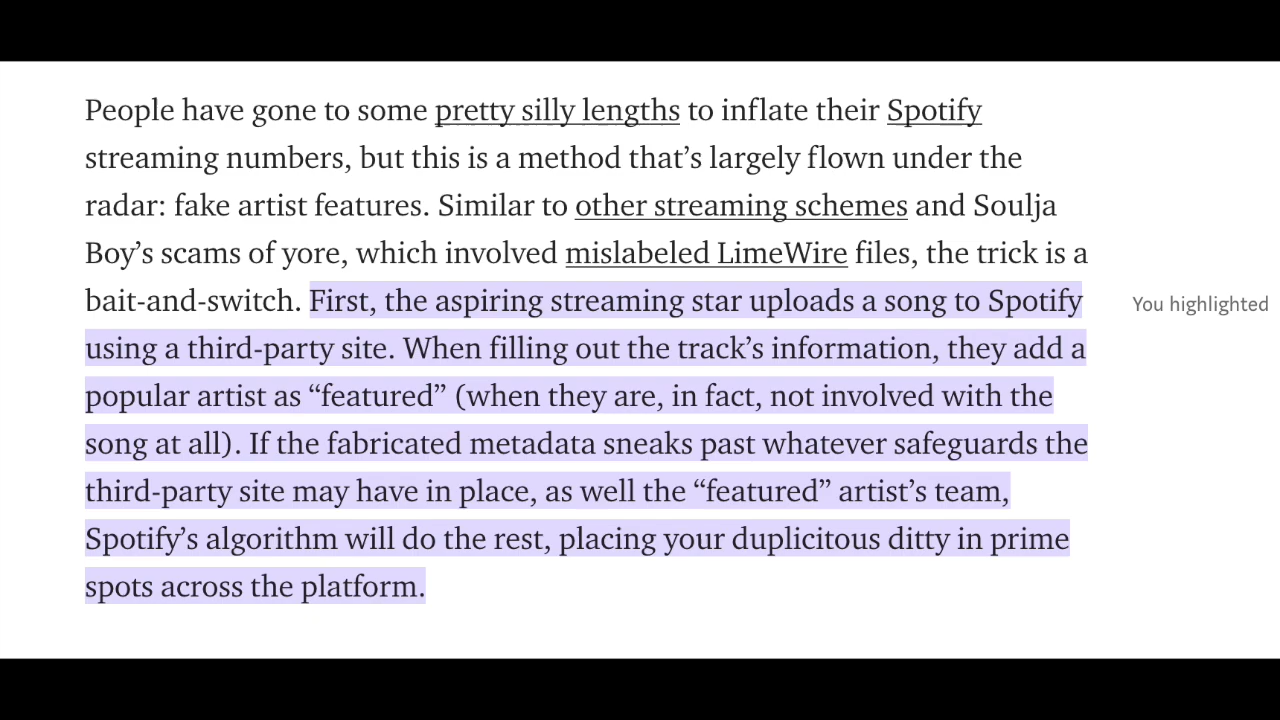 People have gone to some pretty silly lengths to inflate their Spotify
streaming numbers, but this is a method that’s largely flown under the
radar: fake artist features. Similar to other streaming schemes and Soulja
Boy’s scams of yore, which involved mislabeled LimeWire files, the trick is a
bait-and-switch. First, the aspiring streaming star uploads a song to Spotify
You highlighted
using a third-party site. When filling out the track’s information, they add a
popular artist as “featured” (when they are, in fact, not involved with the
song at all). If the fabricated metadata sneaks past whatever safeguards the
third-party site may have in place, as well the “featured” artist’s team,
Spotify’s algorithm will do the rest, placing your duplicitous ditty in prime
spots across the platform.